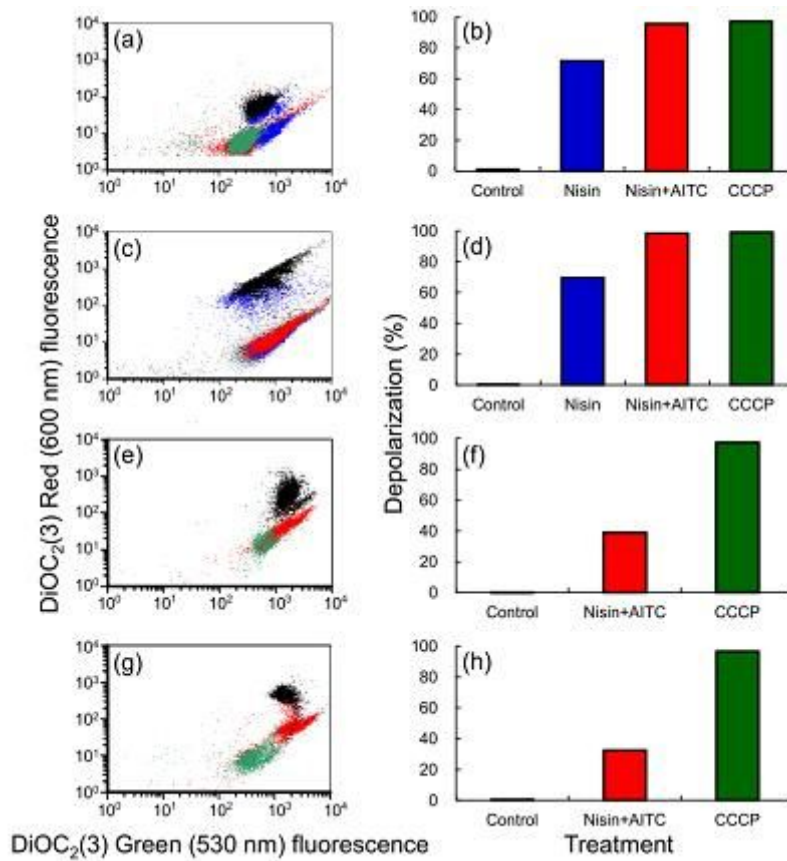 (a)
10⁴
10³
10²
10¹
10⁰
10⁰ 10¹ 10² 10³ 10⁴
(b)
100
80
60
40
20
0
Control Nisin Nisin+AITC CCCP
(c)
10⁴
10³
10²
10¹
10⁰
10⁰ 10¹ 10² 10³ 10⁴
(d)
100
80
60
40
20
0
Control Nisin Nisin+AITC CCCP
(e)
10⁴
10³
10²
10¹
10⁰
10⁰ 10¹ 10² 10³ 10⁴
(f)
100
80
60
40
20
0
Control Nisin+AITC CCCP
(g)
10⁴
10³
10²
10¹
10⁰
10⁰ 10¹ 10² 10³ 10⁴
(h)
100
80
60
40
20
0
Control Nisin+AITC CCCP
DiOC₂(3) Red (600 nm) fluorescence
Depolarization (%)
DiOC₂(3) Green (530 nm) fluorescence
Treatment